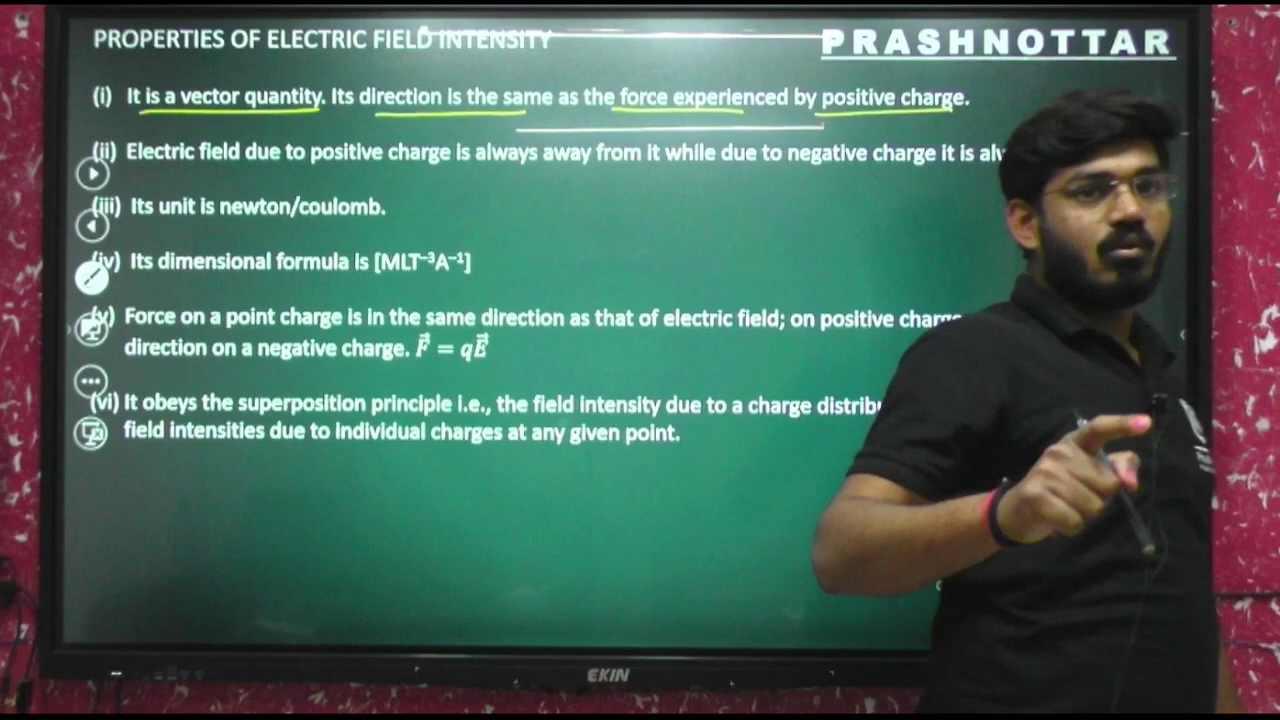 PROPERTIES OF ELECTRIC FIELD INTENSITY
PRASHNOTTAR
(i) It is a vector quantity. Its direction is the same as the force experienced by positive charge.
(ii) Electric field due to positive charge is always away from it while due to negative charge it is
(iii) Its unit is newton/coulomb.
(iv) Its dimensional formula is [MLT⁻³A⁻¹]
(v) Force on a point charge is in the same direction as that of electric field; on positive
direction on a negative charge. F⃗ = qE⃗
(vi) It obeys the superposition principle i.e., the field intensity due to a charge
field intensities due to individual charges at any given point.
EKIN